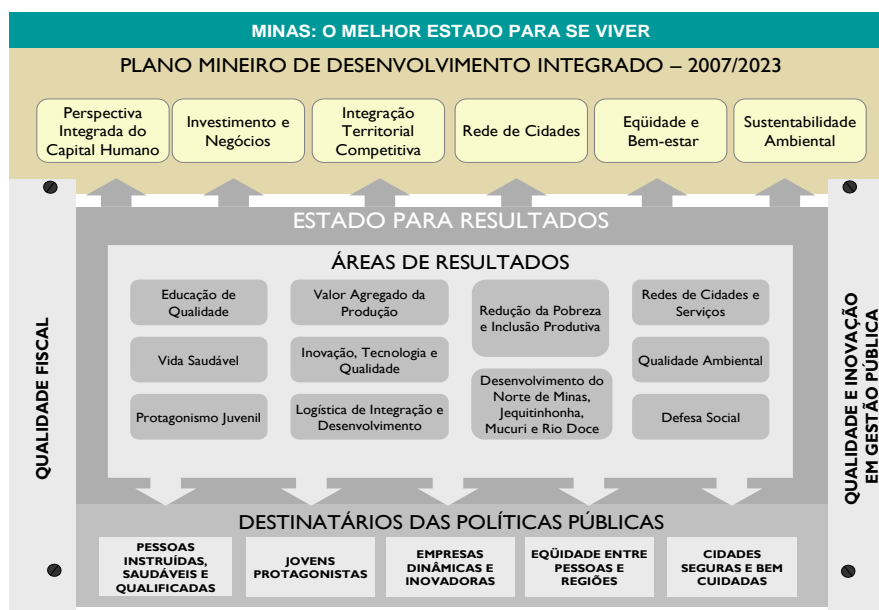 MINAS: O MELHOR ESTADO PARA SE VIVER
PLANO MINEIRO DE DESENVOLVIMENTO INTEGRADO – 2007/2023
Perspectiva
Integrada do
Capital Humano
Investimento e
Negócios
Integração
Territorial
Competitiva
Rede de Cidades
Eqüidade e
Bem-estar
Sustentabilidade
Ambiental
QUALIDADE FISCAL
ESTADO PARA RESULTADOS
ÁREAS DE RESULTADOS
Educação de
Qualidade
Vida Saudável
Protagonismo Juvenil
Valor Agregado da
Produção
Inovação, Tecnologia e
Qualidade
Logística de Integração e
Desenvolvimento
Redução da Pobreza
e Inclusão Produtiva
Desenvolvimento do
Norte de Minas,
Jequitinhonha,
Mucuri e Rio Doce
Redes de Cidades e
Serviços
Qualidade Ambiental
Defesa Social
QUALIDADE E INOVAÇÃO
EM GESTÃO PÚBLICA
DESTINATÁRIOS DAS POLÍTICAS PÚBLICAS
PESSOAS
INSTRUÍDAS,
SAUDÁVEIS E
QUALIFICADAS
JOVENS
PROTAGONISTAS
EMPRESAS
DINÂMICAS E
INOVADORAS
EQÜIDADE ENTRE
PESSOAS E
REGIÕES
CIDADES
SEGURAS E BEM
CUIDADAS